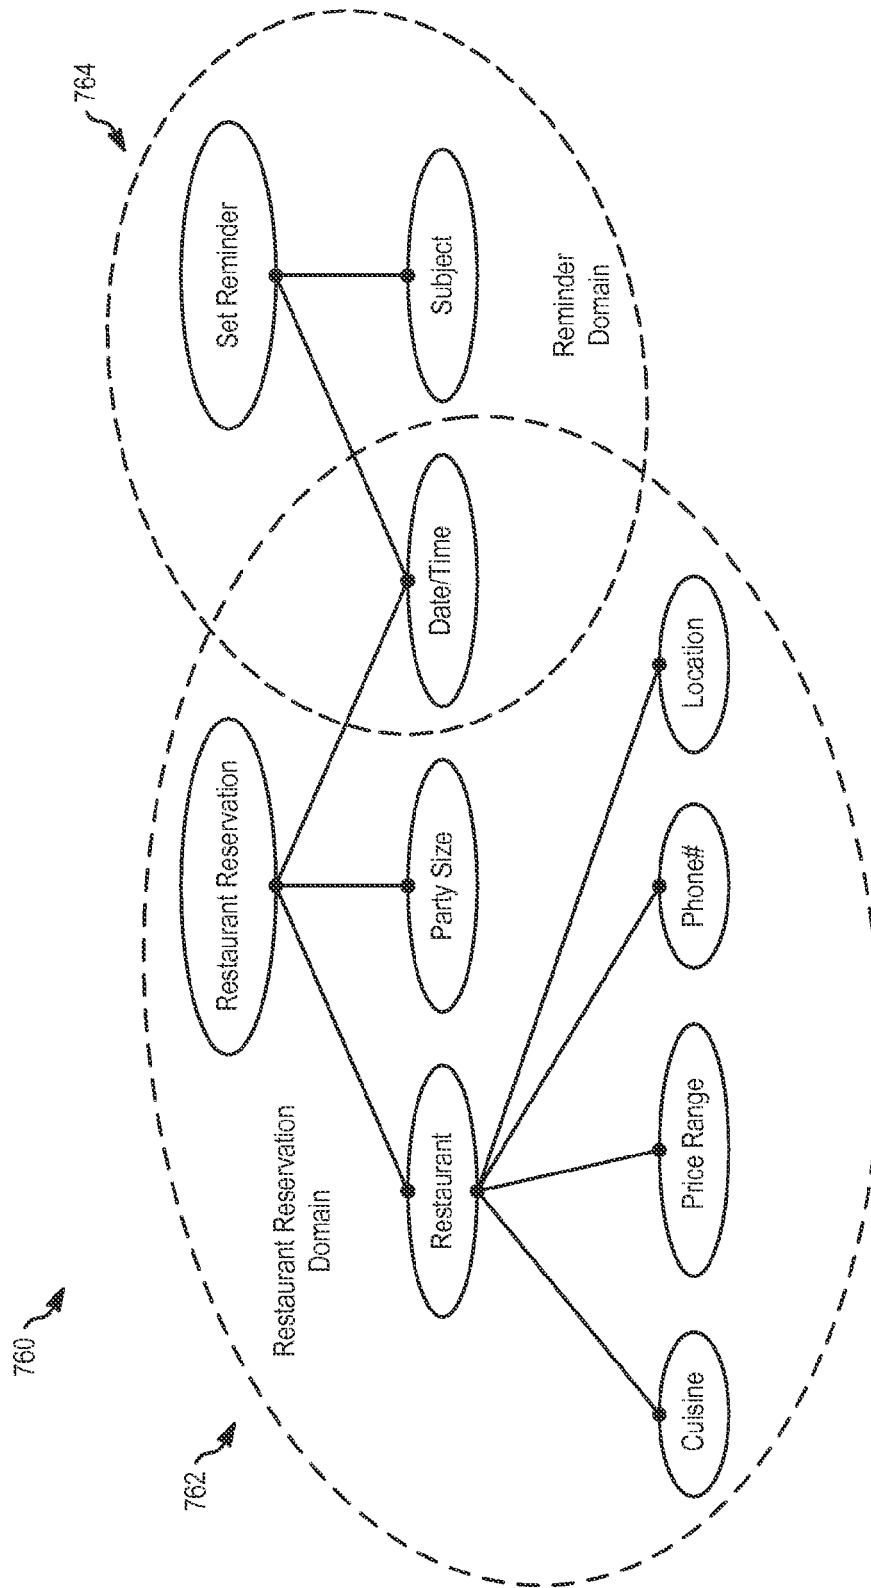 760
762
764
Restaurant Reservation
Set Reminder
Restaurant Reservation
Domain
Restaurant
Party Size
Date/Time
Subject
Reminder
Domain
Cuisine
Price Range
Phone#
Location